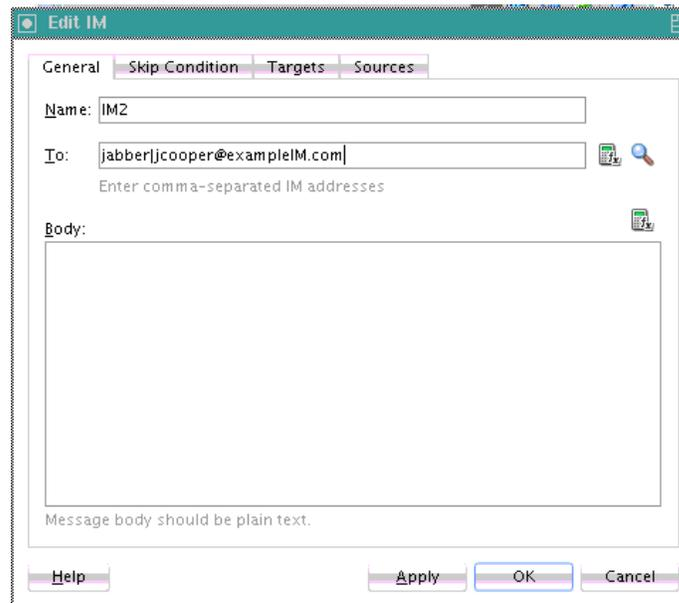 Edit IM
General Skip Condition Targets Sources
Name: IM2
To: jabber|jcooper@exampleIM.com
Enter comma-separated IM addresses
Body:
Message body should be plain text.
Help Apply OK Cancel